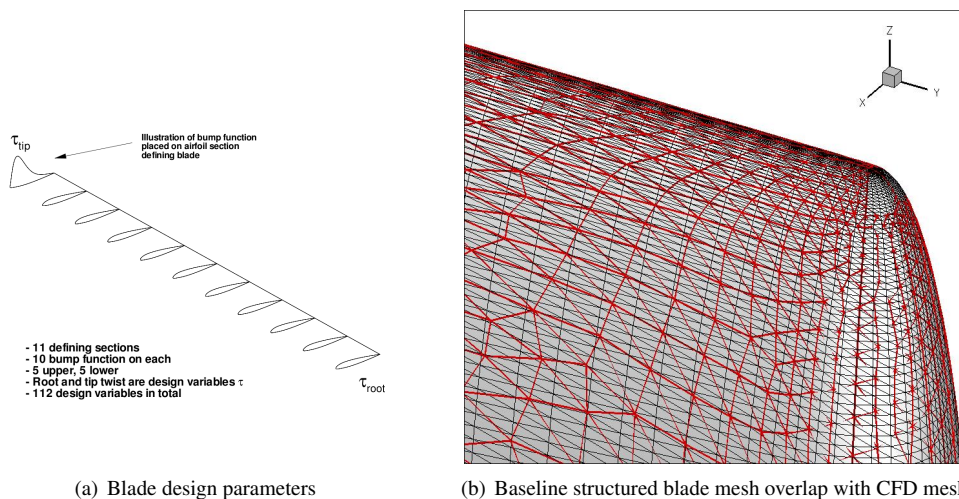 τtip
Illustration of bump function
placed on airfoil section
defining blade
- 11 defining sections
- 10 bump function on each
- 5 upper, 5 lower
- Root and tip twist are design variables τ
- 112 design variables in total
τroot
Z
X
Y
(a) Blade design parameters
(b) Baseline structured blade mesh overlap with CFD mesh